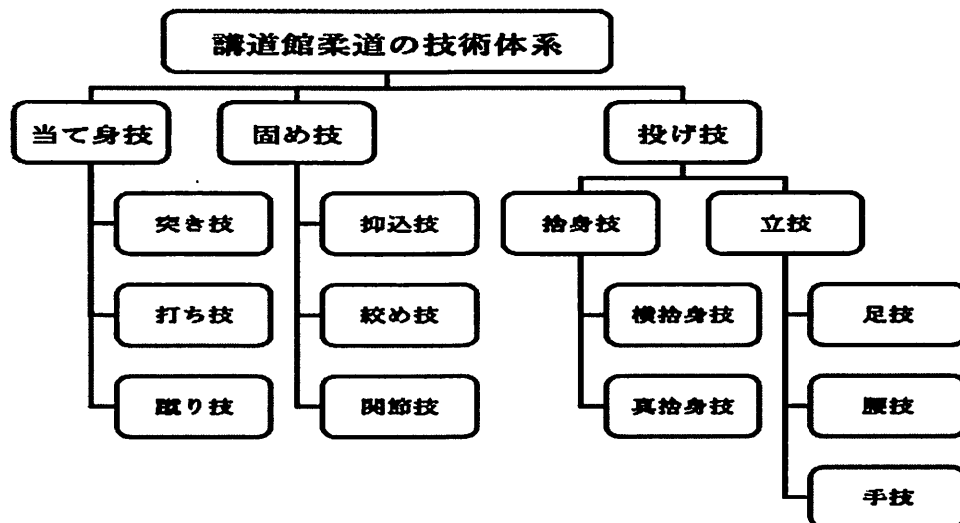 講道館柔道の技術体系
当て身技
固め技
投げ技
突き技
抑込技
捨身技
立技
打ち技
絞め技
横捨身技
足技
蹴り技
関節技
真捨身技
腰技
手技